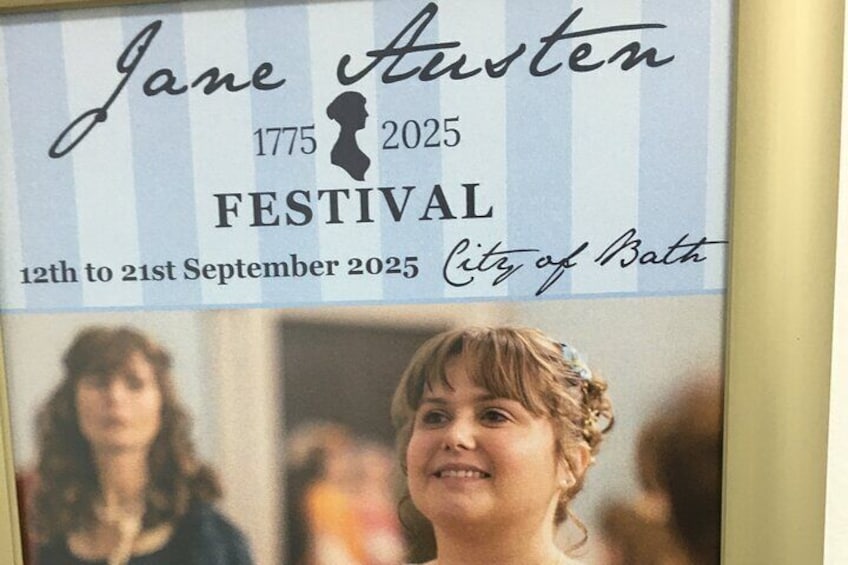 Jane Austen
1775 2025
FESTIVAL
12th to 21st September 2025 City of Bath